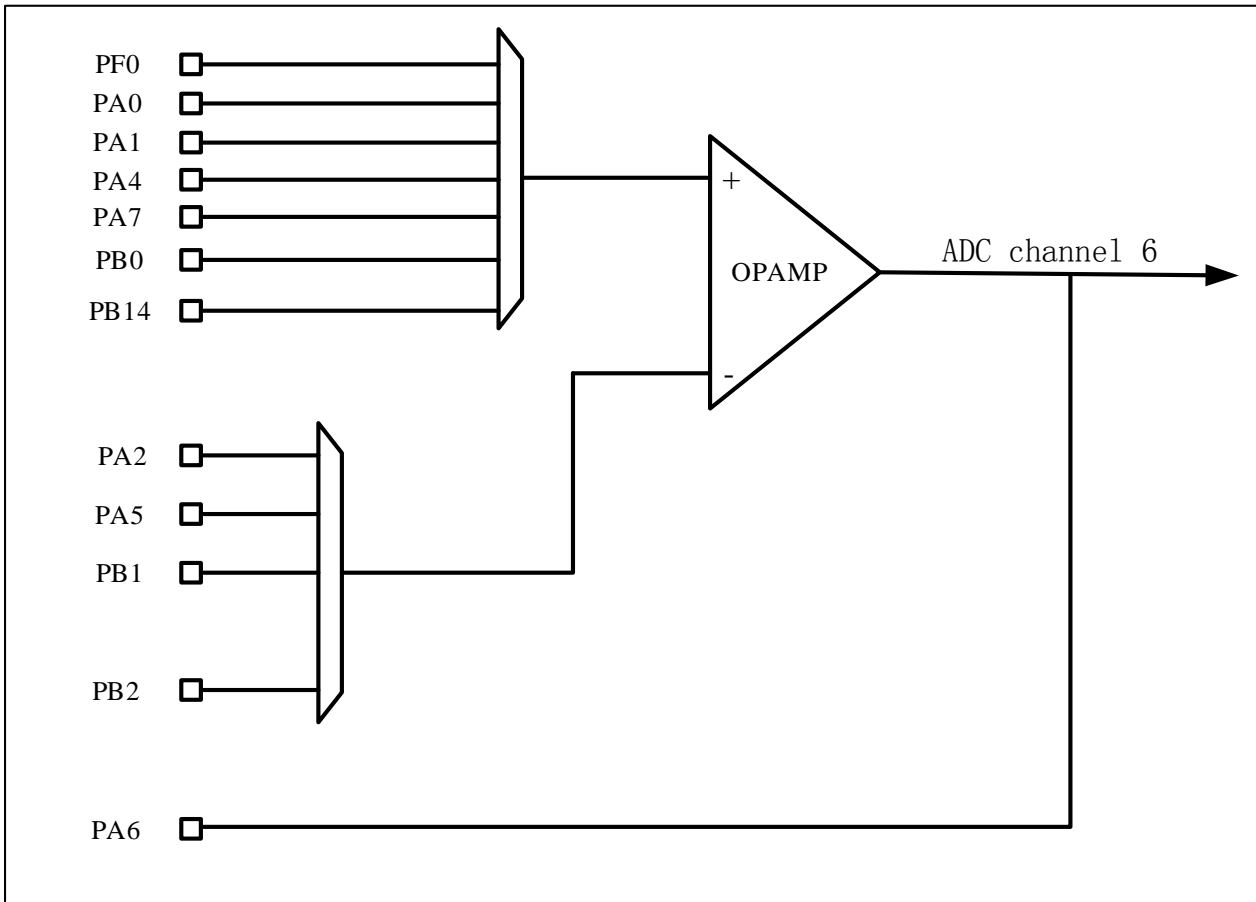 PF0
PA0
PA1
PA4
PA7
PB0
PB14
+
OPAMP
-
ADC channel 6
PA2
PA5
PB1
PB2
PA6